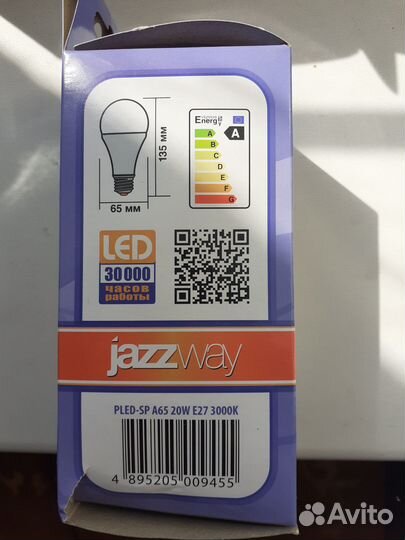 Energ
A
B
C
D
E
F
G
A
135 мм
65 мм
LED
30000
часов
работы
jazzway
PLED-SP A65 20W E27 3000K
4 895205 009455
Avito